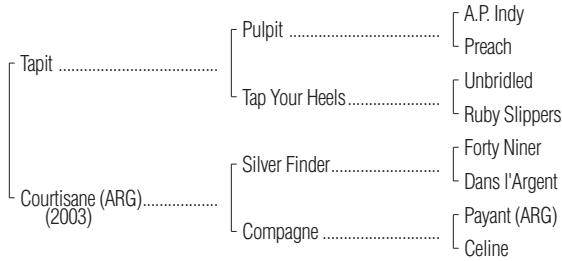 A.P. Indy
Pulpit
Preach
Tapit
Unbridled
Tap Your Heels
Ruby Slippers
Forty Niner
Silver Finder
Dans l'Argent
Courtisane (ARG)
(2003)
Payant (ARG)
Compagne
Celine